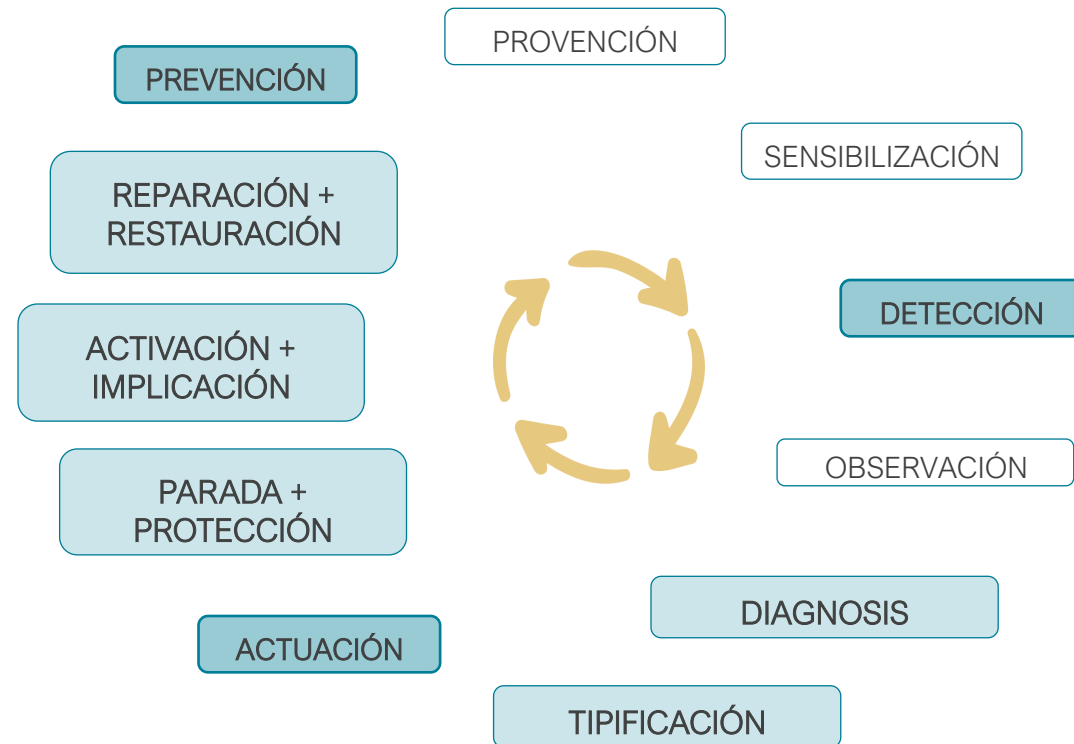 PROVENCIÓN
PREVENCIÓN
SENSIBILIZACIÓN
REPARACIÓN +
RESTAURACIÓN
DETECCIÓN
ACTIVACIÓN +
IMPLICACIÓN
OBSERVACIÓN
PARADA +
PROTECCIÓN
DIAGNOSIS
ACTUACIÓN
TIPIFICACIÓN